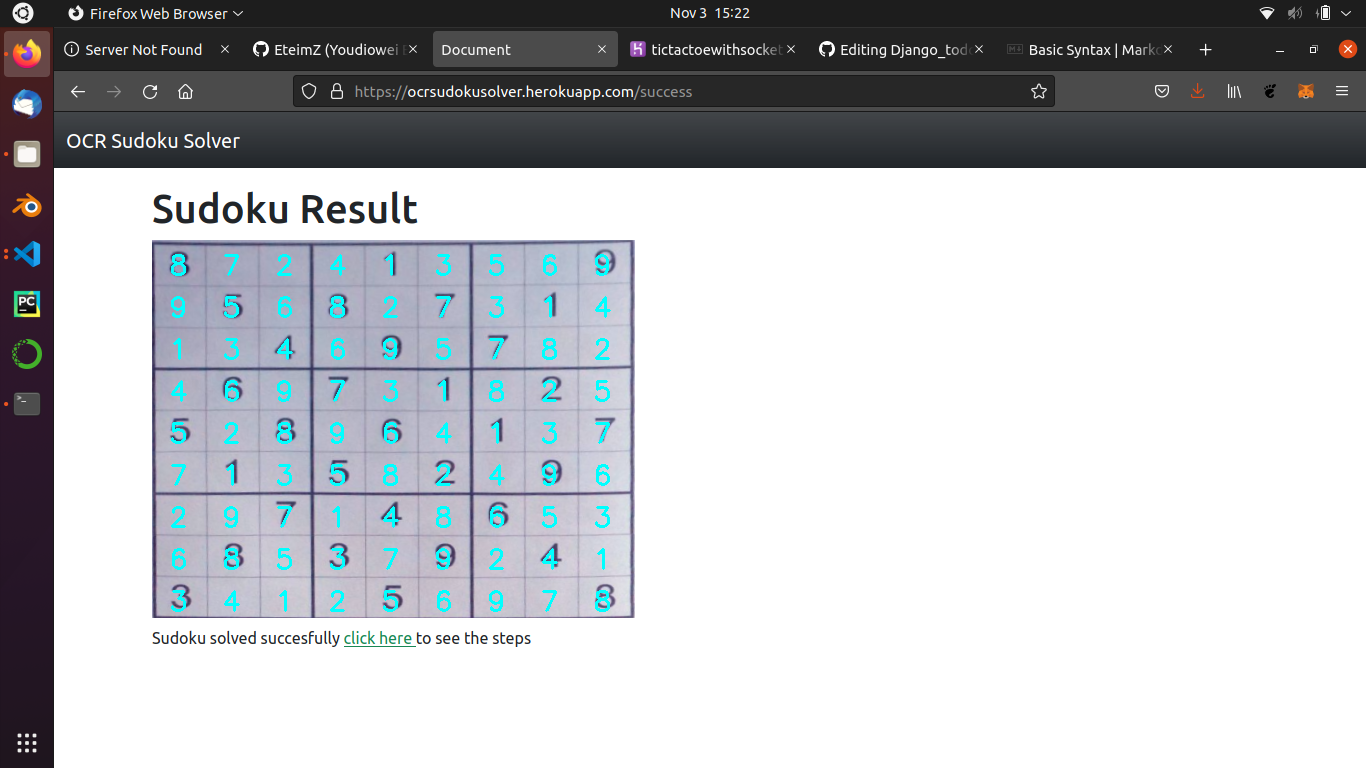 Firefox Web Browser Nov 3 15:22
Server Not Found EteimZ (Youdiowei Document tictactoewithsocket Editing Django_tod Basic Syntax | Markd
https://ocrsudokusolver.herokuapp.com/success
OCR Sudoku Solver
Sudoku Result
8 7 2 4 1 3 5 6 9
9 5 6 8 2 7 3 1 4
1 3 4 6 9 5 7 8 2
4 6 9 7 3 1 8 2 5
5 2 8 9 6 4 1 3 7
7 1 3 5 8 2 4 9 6
2 9 7 1 4 8 6 5 3
6 8 5 3 7 9 2 4 1
3 4 1 2 5 6 9 7 8
Sudoku solved succesfully click here to see the steps
PC